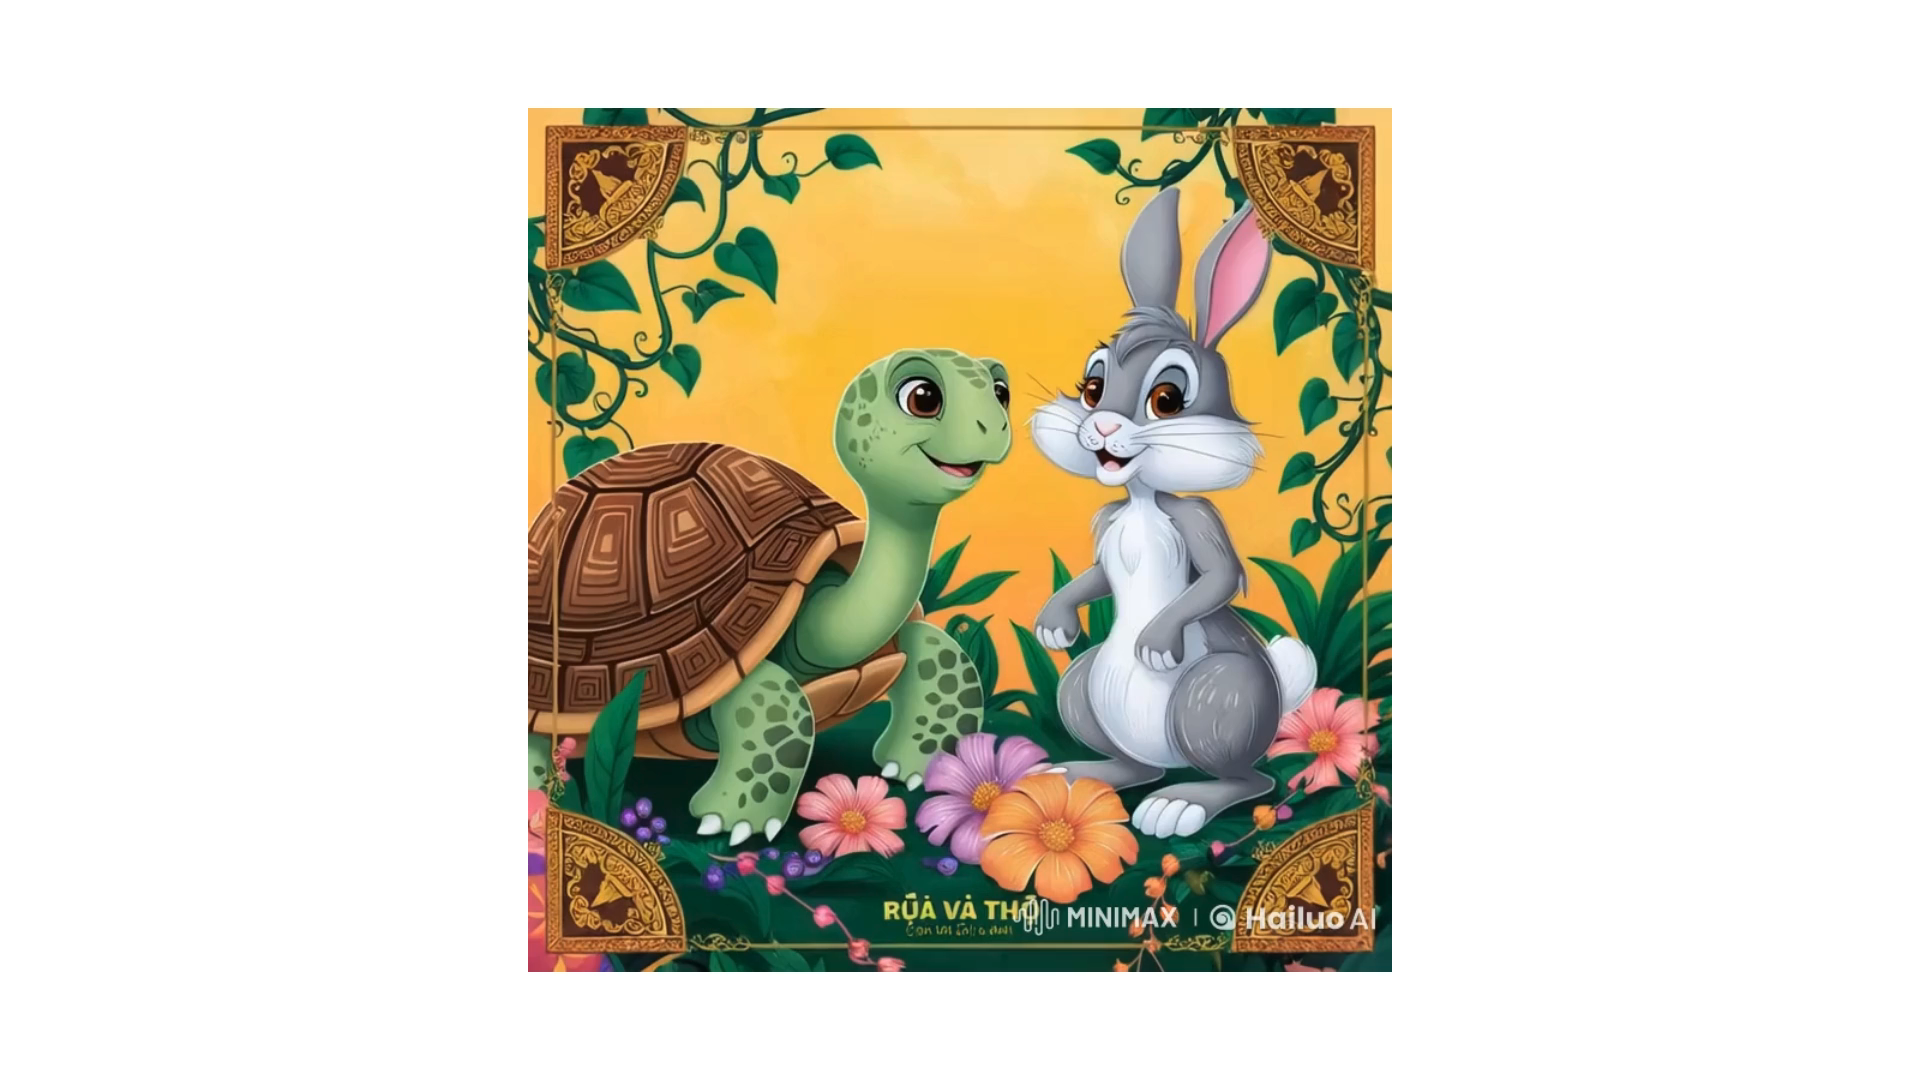 RÙA VÀ THỎ
MINIMAX | Hailuo AI